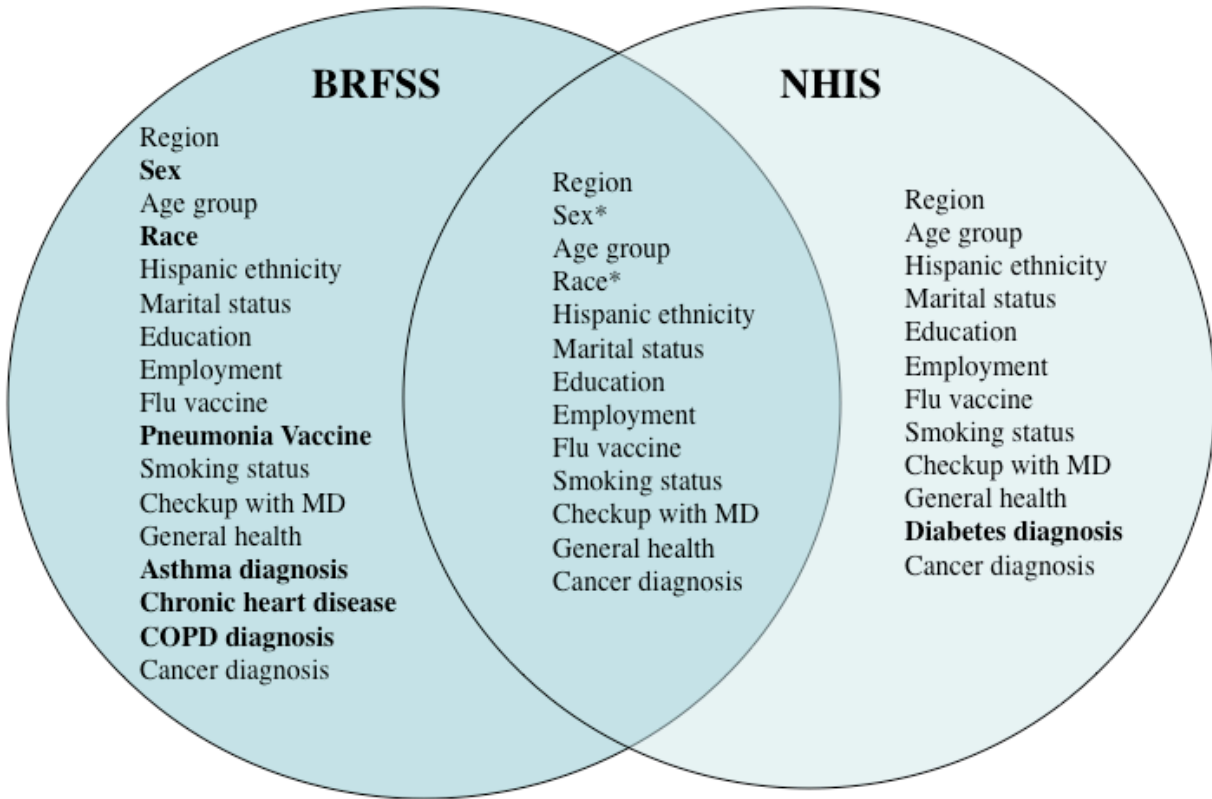 BRFSS
Region
Sex
Age group
Race
Hispanic ethnicity
Marital status
Education
Employment
Flu vaccine
Pneumonia Vaccine
Smoking status
Checkup with MD
General health
Asthma diagnosis
Chronic heart disease
COPD diagnosis
Cancer diagnosis
Region
Sex*
Age group
Race*
Hispanic ethnicity
Marital status
Education
Employment
Flu vaccine
Smoking status
Checkup with MD
General health
Cancer diagnosis
NHIS
Region
Age group
Hispanic ethnicity
Marital status
Education
Employment
Flu vaccine
Smoking status
Checkup with MD
General health
Diabetes diagnosis
Cancer diagnosis